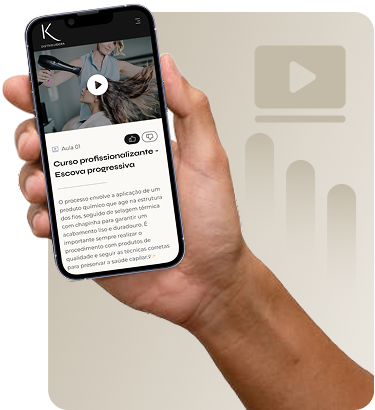 K
Aula 01
Curso profissionalizante -
Escova progressiva
O processo envolve a aplicação de um
produto químico que age na estrutura
dos fios, seguido de selagem térmica
com chapinha para garantir um
acabamento liso e duradouro. É
importante sempre realizar o
procedimento com produtos de
qualidade e seguir as técnicas corretas
para preservar a saúde capilar.